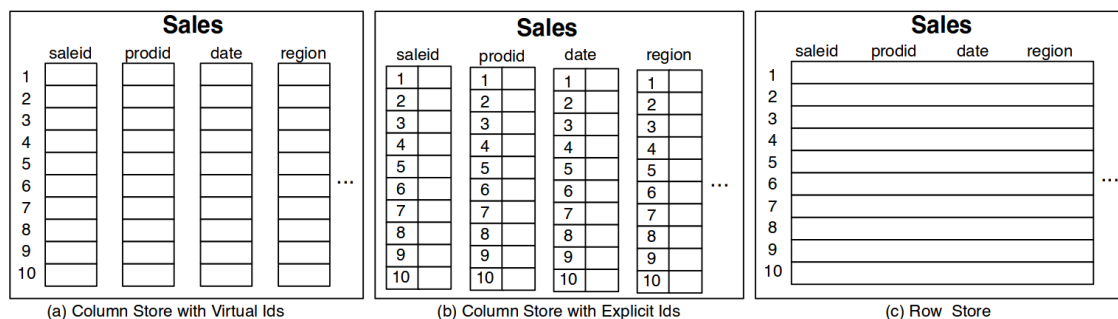 Sales
saleid prodid date region
1
2
3
4
5
6
7
8
9
10
...
(a) Column Store with Virtual Ids
Sales
saleid prodid date region
1 1 1 1
2 2 2 2
3 3 3 3
4 4 4 4
5 5 5 5
6 6 6 6
7 7 7 7
8 8 8 8
9 9 9 9
10 10 10 10
...
(b) Column Store with Explicit Ids
Sales
saleid prodid date region
1
2
3
4
5
6
7
8
9
10
...
(c) Row Store